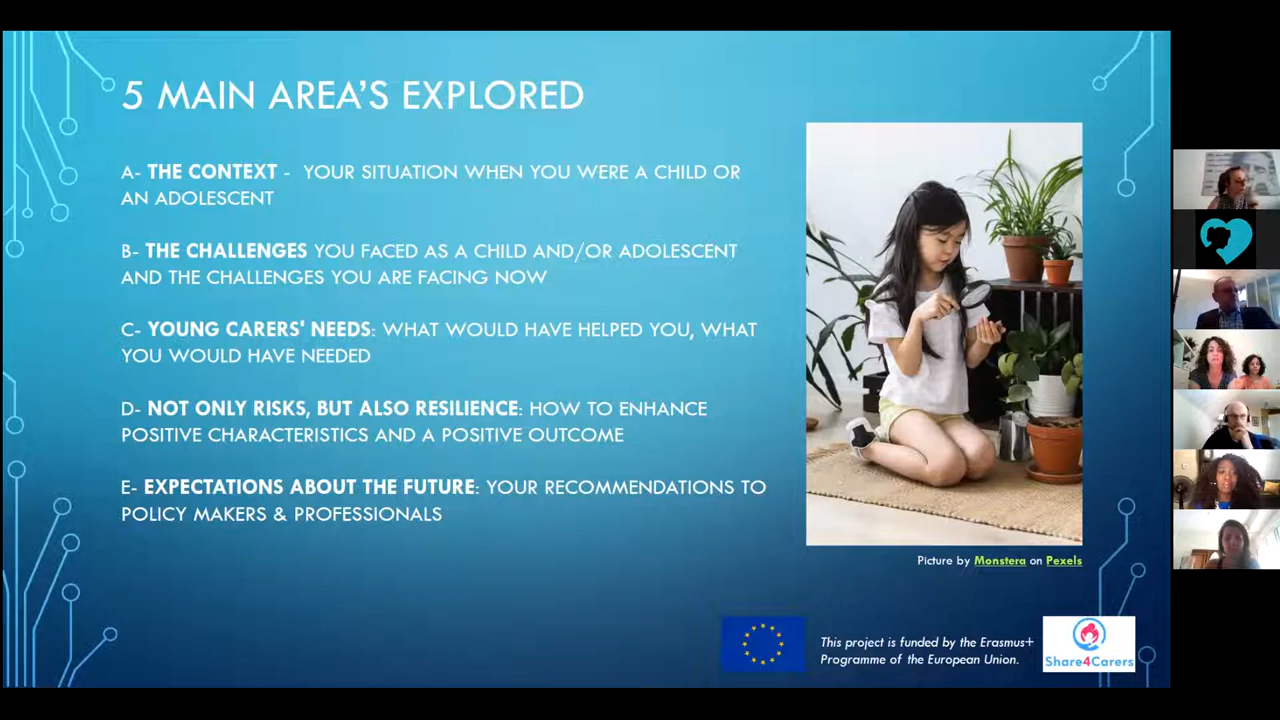 5 MAIN AREA'S EXPLORED
A- THE CONTEXT - YOUR SITUATION WHEN YOU WERE A CHILD OR
AN ADOLESCENT
B- THE CHALLENGES YOU FACED AS A CHILD AND/OR ADOLESCENT
AND THE CHALLENGES YOU ARE FACING NOW
C- YOUNG CARERS' NEEDS: WHAT WOULD HAVE HELPED YOU, WHAT
YOU WOULD HAVE NEEDED
D- NOT ONLY RISKS, BUT ALSO RESILIENCE: HOW TO ENHANCE
POSITIVE CHARACTERISTICS AND A POSITIVE OUTCOME
E- EXPECTATIONS ABOUT THE FUTURE: YOUR RECOMMENDATIONS TO
POLICY MAKERS & PROFESSIONALS
Picture by Monstera on Pexels
This project is funded by the Erasmus+
Programme of the European Union.
Share4Carers